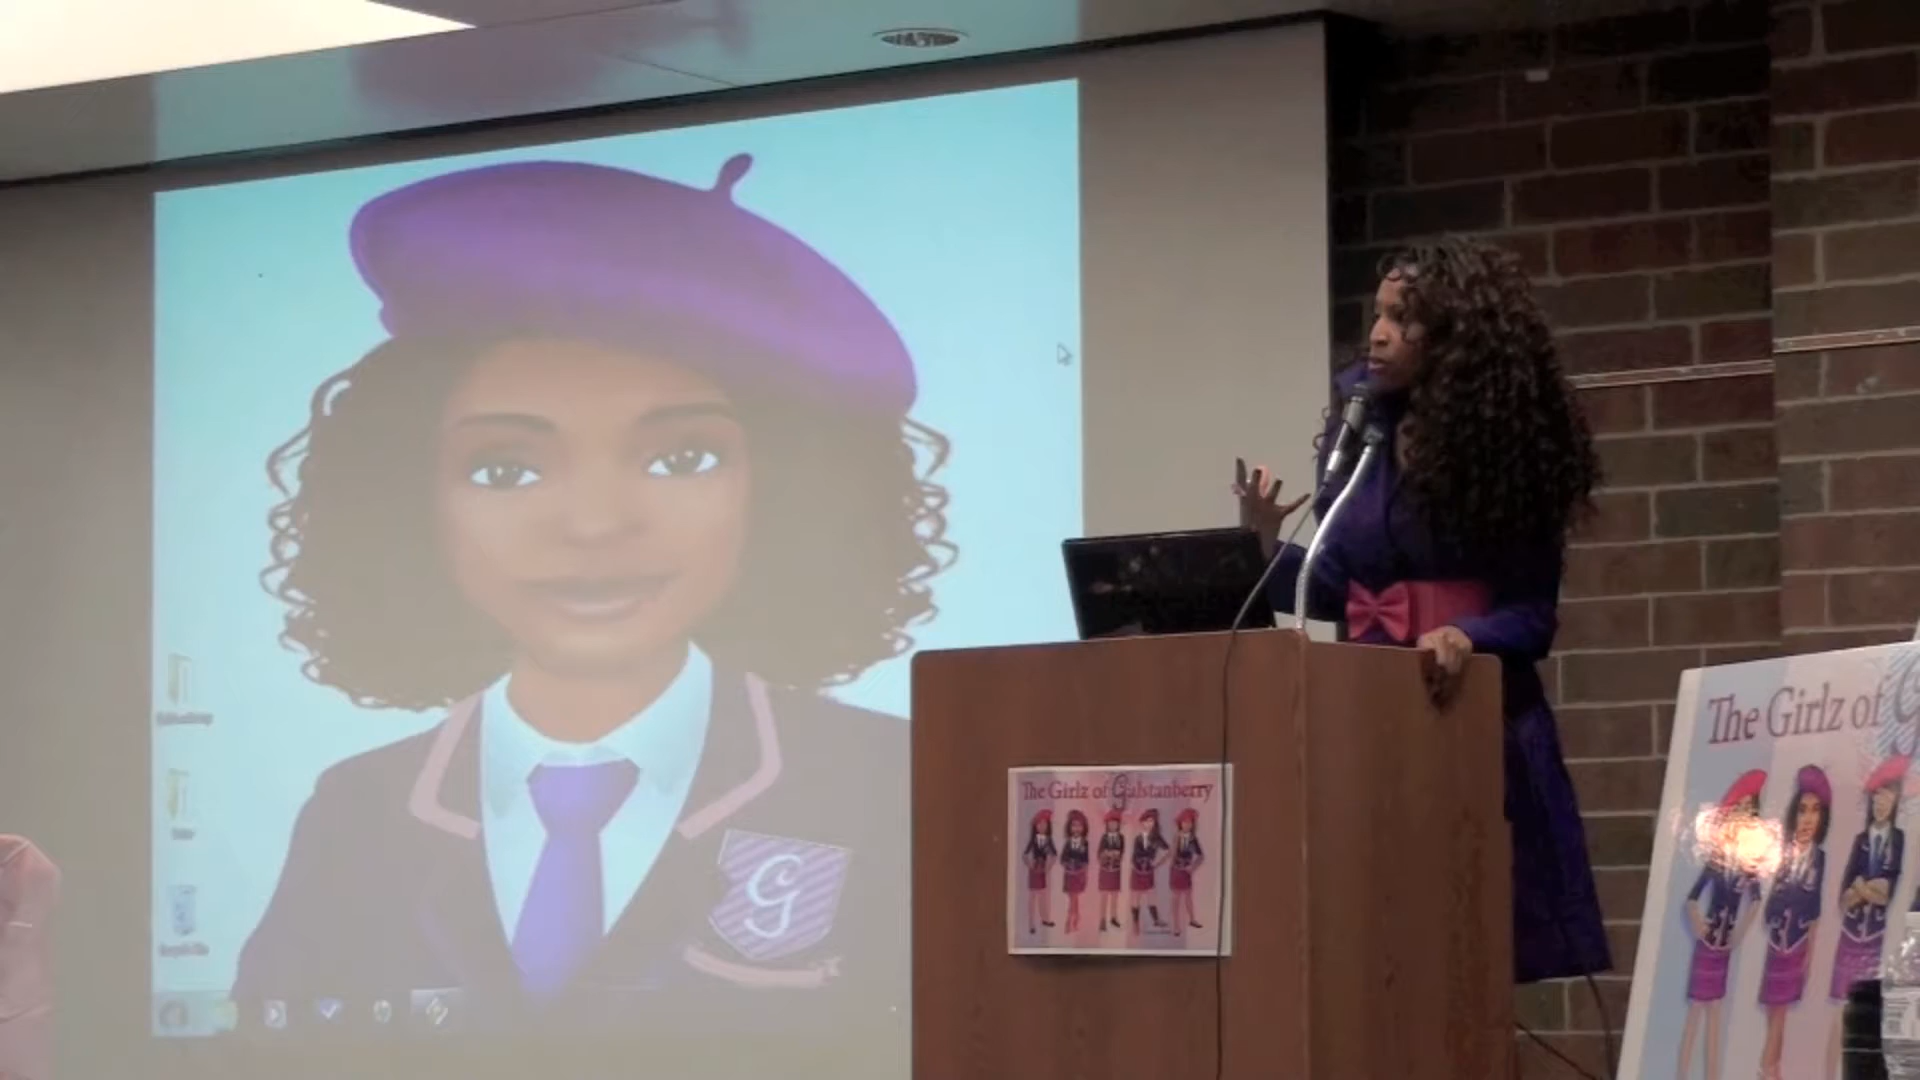 G
The Girlz of Galstanberry
The Girlz of G